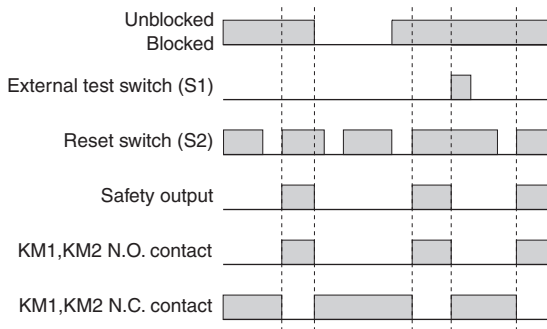 Unblocked
Blocked
External test switch (S1)
Reset switch (S2)
Safety output
KM1,KM2 N.O. contact
KM1,KM2 N.C. contact